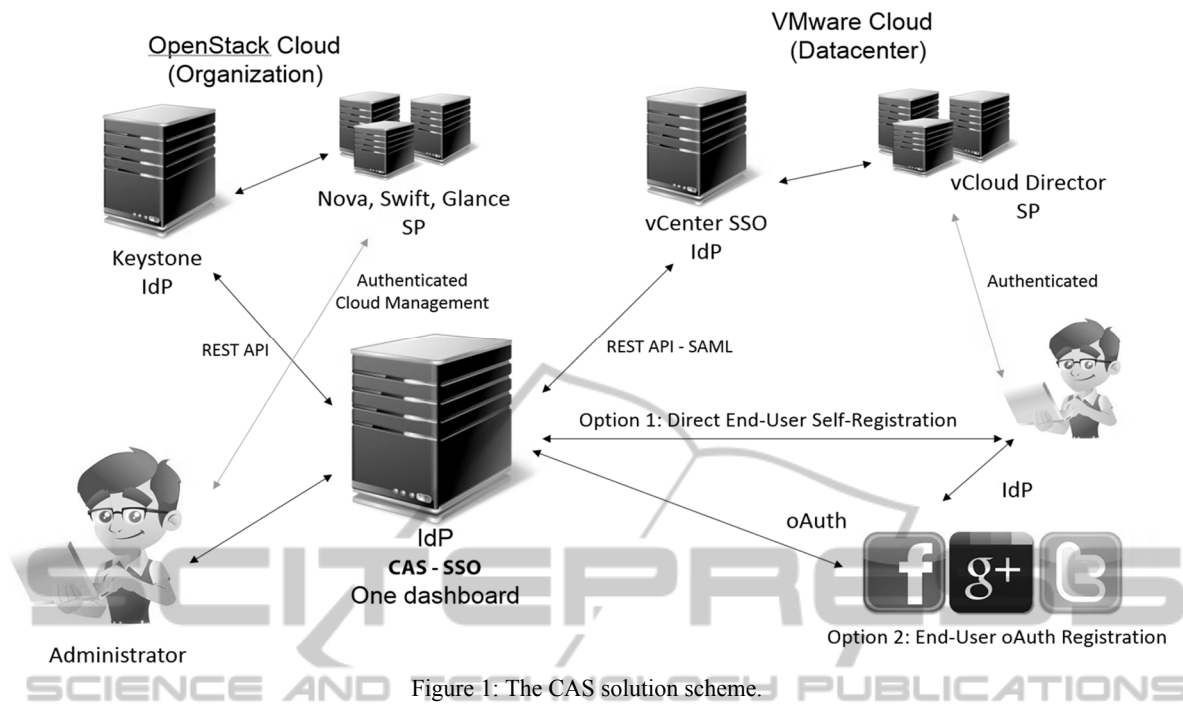 OpenStack Cloud
(Organization)
VMware Cloud
(Datacenter)
Nova, Swift, Glance
SP
vCloud Director
SP
Keystone
IdP
vCenter SSO
IdP
Authenticated
Cloud Management
Authenticated
REST API
REST API - SAML
Option 1: Direct End-User Self-Registration
IdP
oAuth
IdP
CAS - SSO
One dashboard
f
g+
t
Option 2: End-User oAuth Registration
Administrator
SCITEPRESS
SCIENCE AND TECHNOLOGY PUBLICATIONS
Figure 1: The CAS solution scheme.